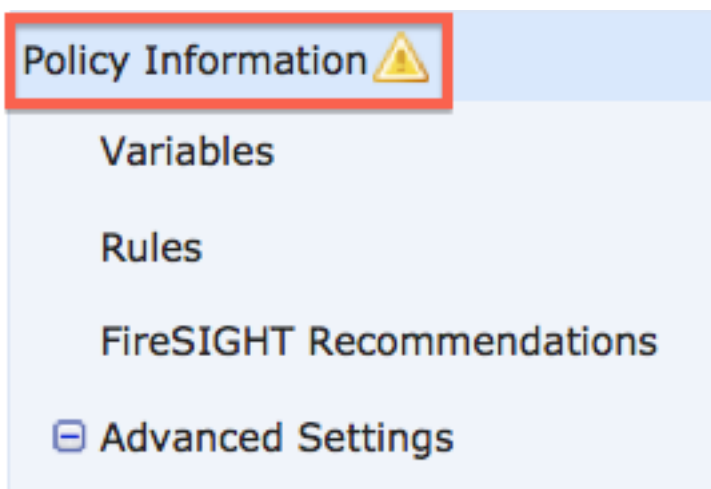 Policy Information
Variables
Rules
FireSIGHT Recommendations
Advanced Settings